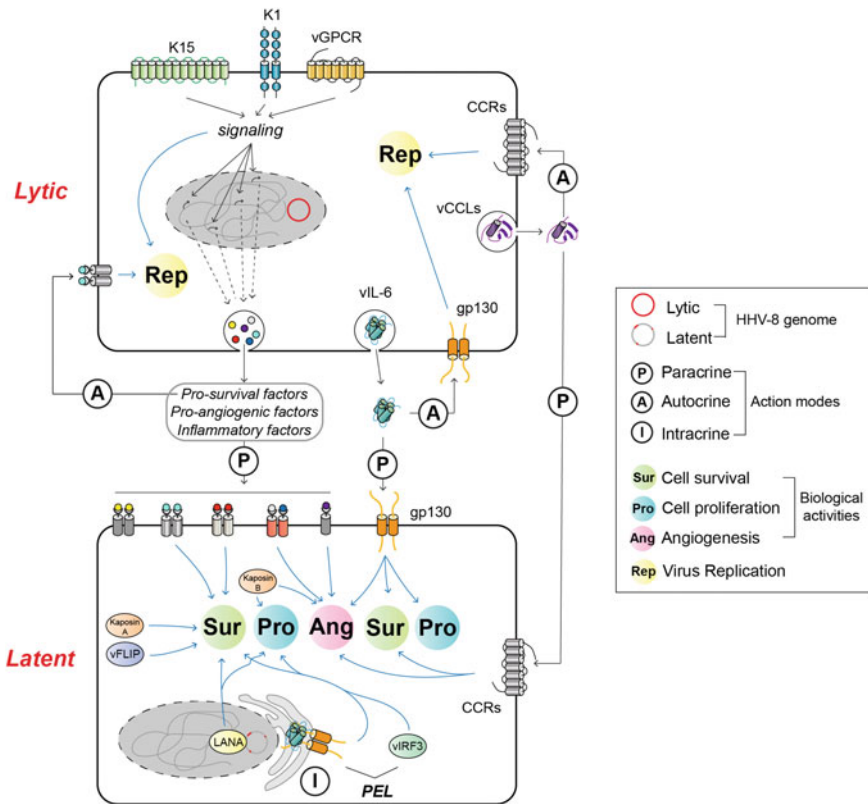 K1
K15
vGPCR
CCRs
signaling
Rep
A
Lytic
vCCLs
Rep
vIL-6
gp130
A
Pro-survival factors
Pro-angiogenic factors
Inflammatory factors
A
P
P
P
gp130
Kaposin B
Kaposin A
vFLIP
Sur
Pro
Ang
Sur
Pro
Latent
CCRs
LANA
vIRF3
I
PEL
Lytic
Latent
HHV-8 genome
P Paracrine
A Autocrine
I Intracrine
Action modes
Sur Cell survival
Pro Cell proliferation
Ang Angiogenesis
Biological
activities
Rep Virus Replication